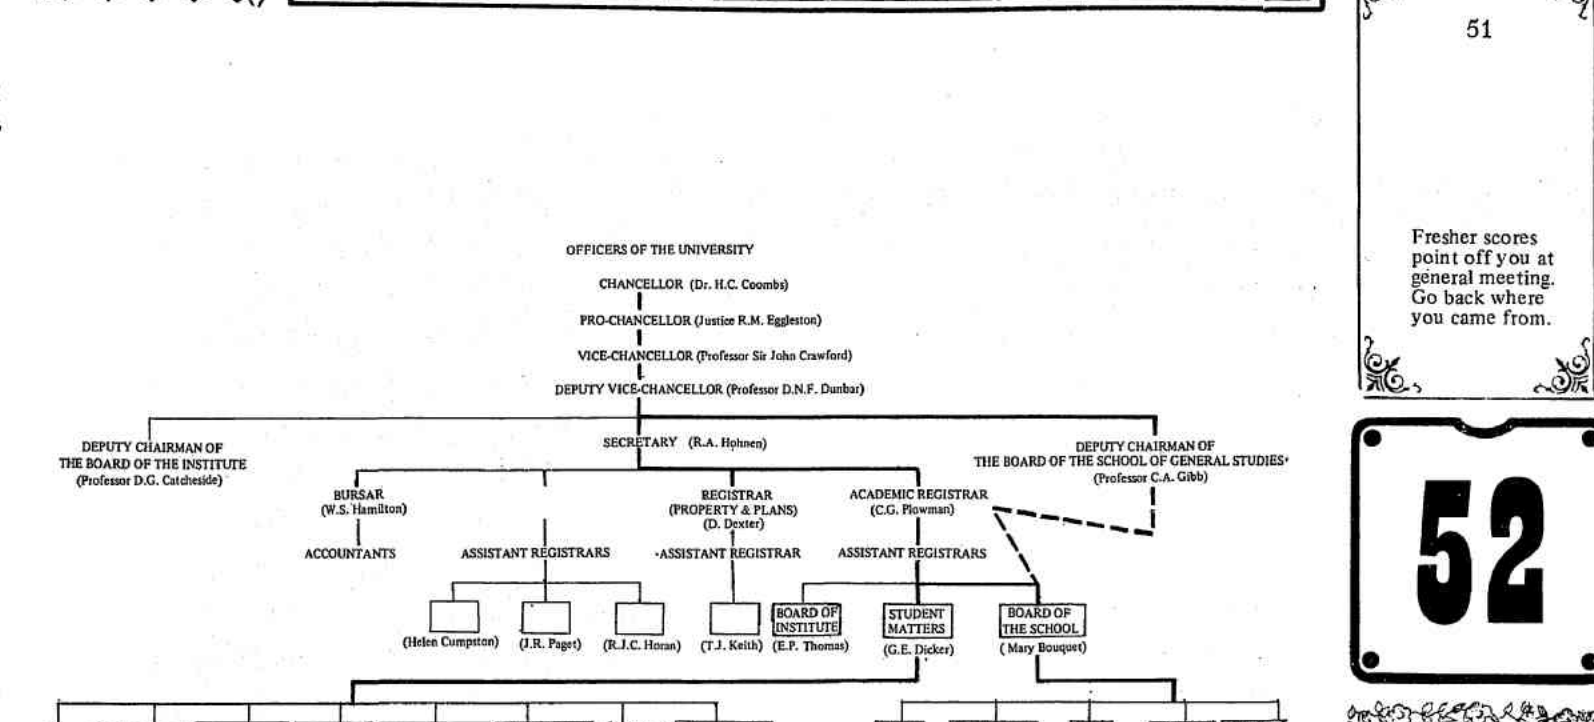 51
Fresher scores
point off you at
general meeting.
Go back where
you came from.
OFFICERS OF THE UNIVERSITY
CHANCELLOR (Dr. H.C. Coombs)
PRO-CHANCELLOR (Justice R.M. Eggleston)
VICE-CHANCELLOR (Professor Sir John Crawford)
DEPUTY VICE-CHANCELLOR (Professor D.N.F. Dunbar)
DEPUTY CHAIRMAN OF
THE BOARD OF THE INSTITUTE
(Professor D.G. Catcheside)
SECRETARY (R.A. Hohnen)
DEPUTY CHAIRMAN OF
THE BOARD OF THE SCHOOL OF GENERAL STUDIES
(Professor C.A. Gibb)
BURSAR
(W.S. Hamilton)
REGISTRAR
(PROPERTY & PLANS)
(D. Dexter)
ACADEMIC REGISTRAR
(C.G. Plowman)
ACCOUNTANTS
ASSISTANT REGISTRARS
ASSISTANT REGISTRAR
ASSISTANT REGISTRARS
(Helen Cumpston)
(J.R. Paget)
(R.J.C. Horan)
(T.J. Keith)
BOARD OF
INSTITUTE
(E.P. Thomas)
STUDENT
MATTERS
(G.E. Dicker)
BOARD OF
THE SCHOOL
( Mary Bouquet)
52